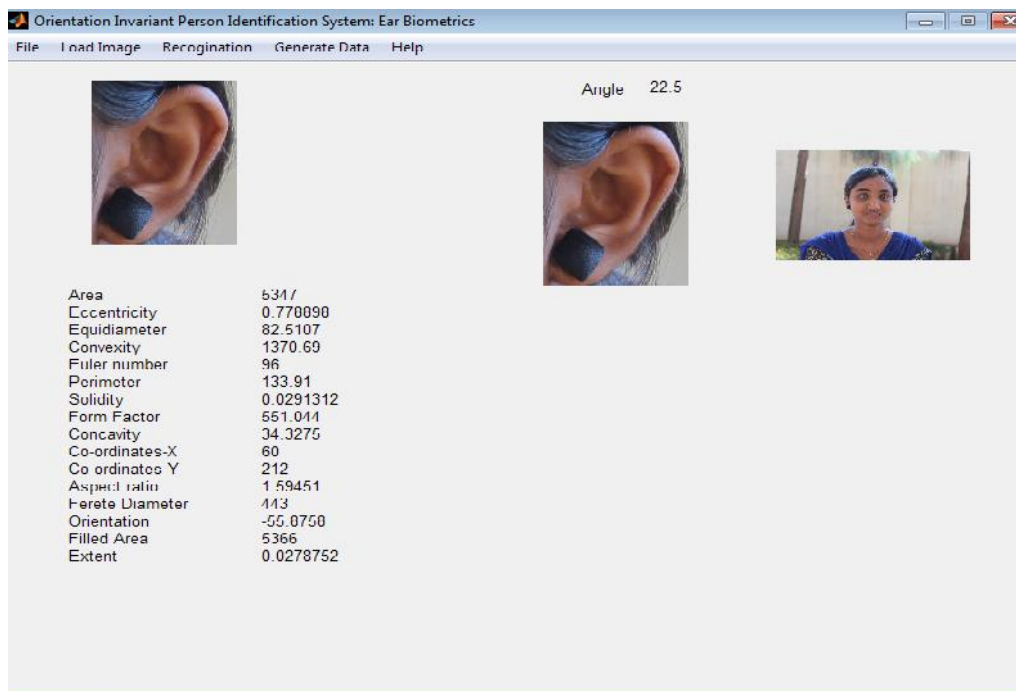 Orientation Invariant Person Identification System: Ear Biometrics
File Load Image Recogination Generate Data Help
Angle 22.5
Area 5347
Eccentricity 0.770898
Equidiameter 82.5107
Convexity 1370.69
Euler number 96
Perimeter 133.91
Solidity 0.0291312
Form Factor 551.044
Concavity 34.3275
Co-ordinates-X 60
Co-ordinates-Y 212
Aspect ratio 1.59451
Ferete Diameter 443
Orientation -55.8758
Filled Area 5366
Extent 0.0278752